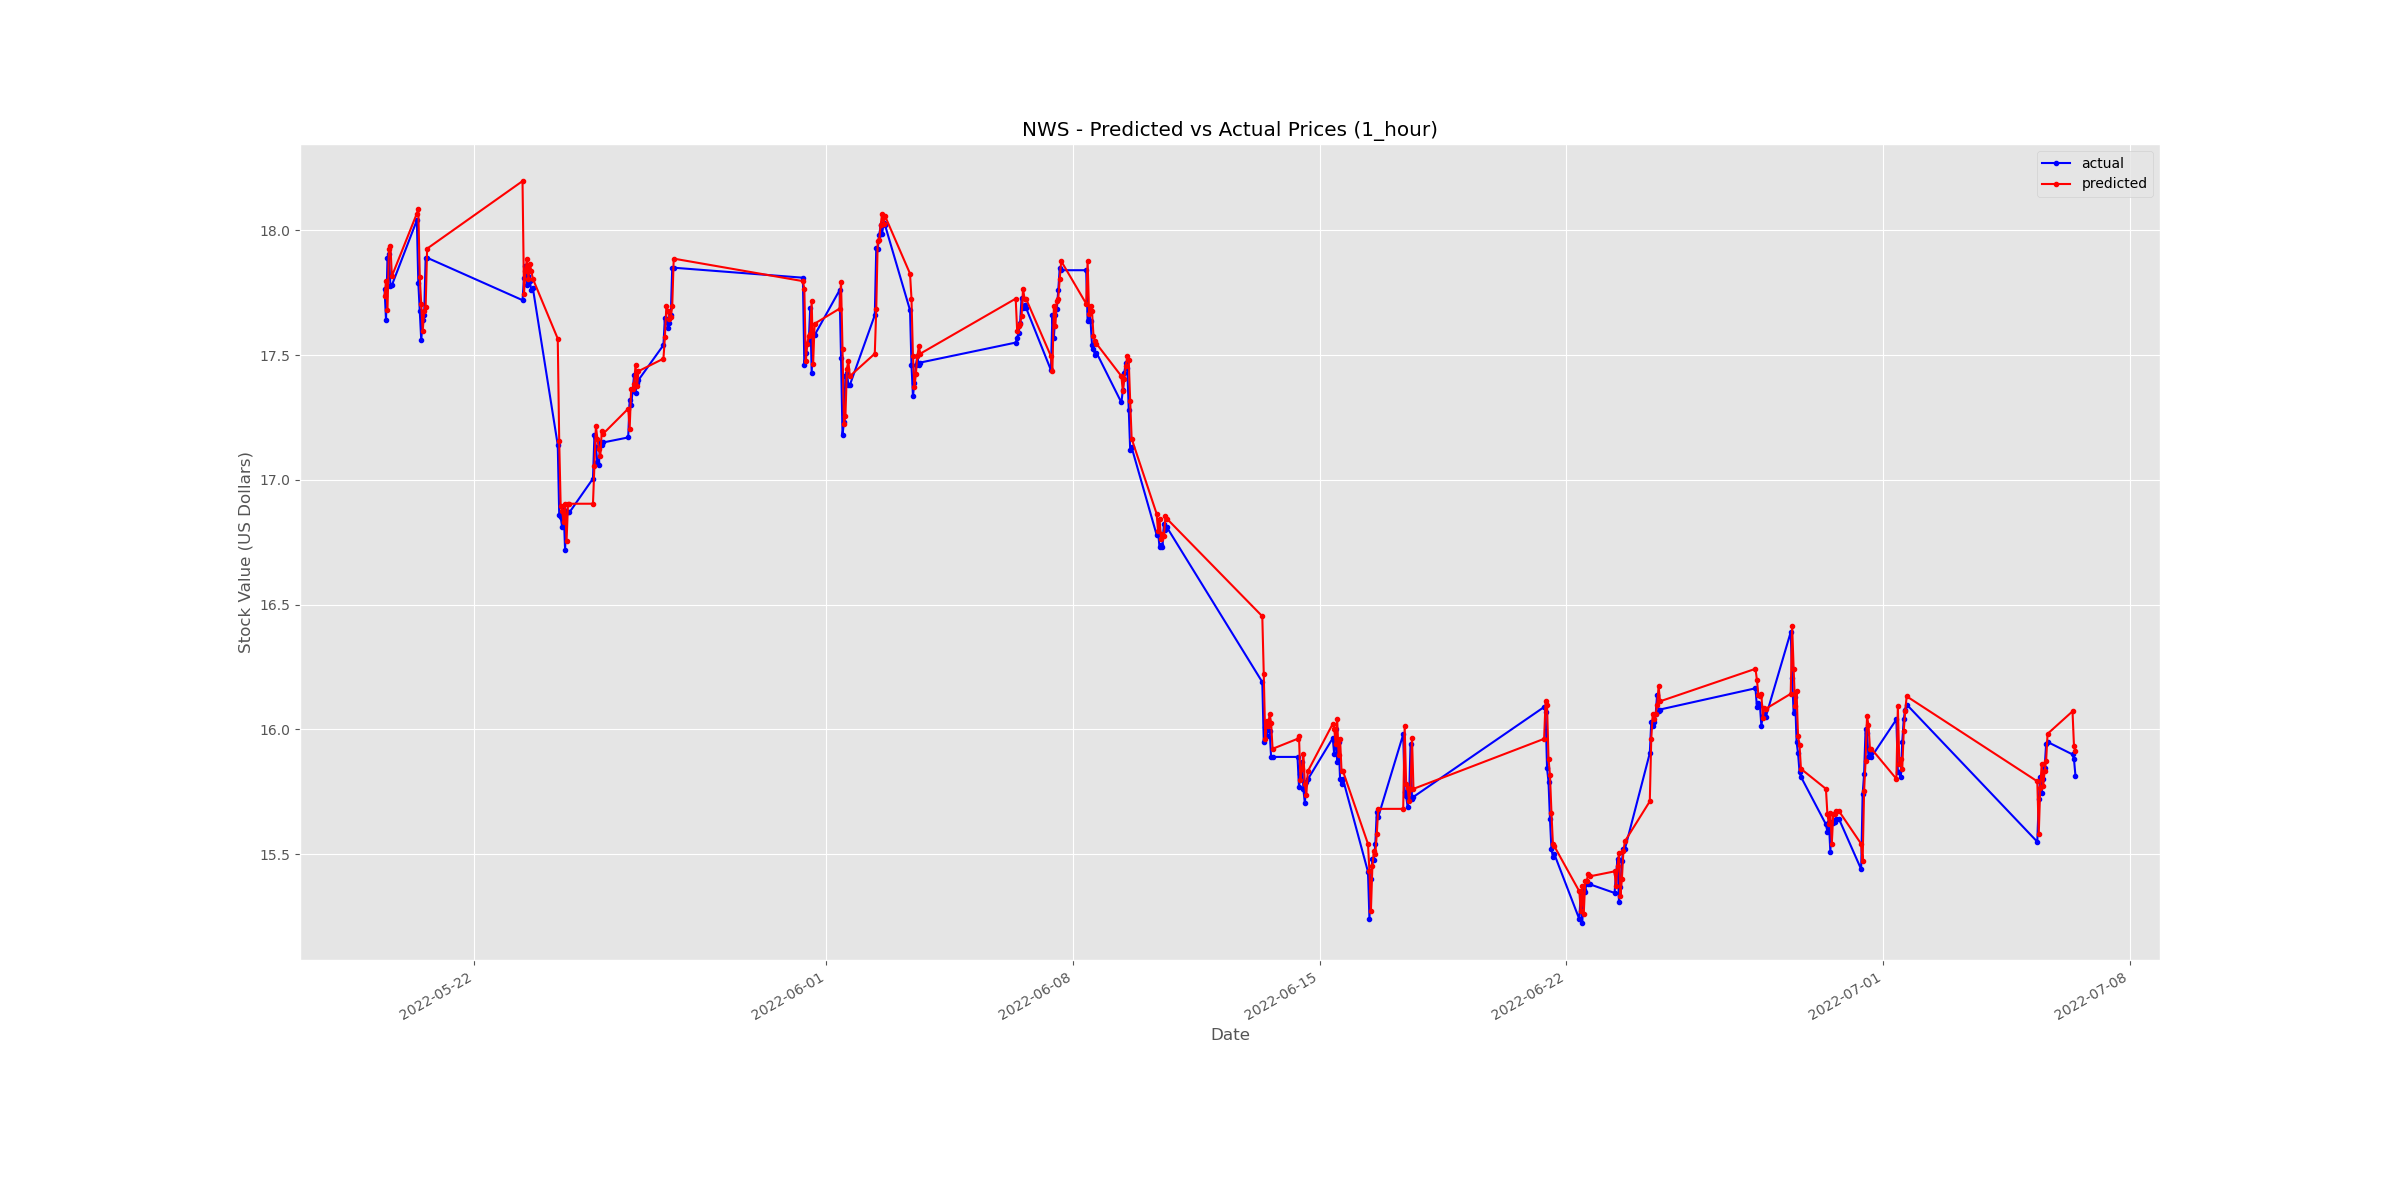 NWS - Predicted vs Actual Prices (1_hour)
actual
predicted
18.0
17.5
17.0
16.5
16.0
15.5
Stock Value (US Dollars)
2022-05-22
2022-06-01
2022-06-08
2022-06-15
2022-06-22
2022-07-01
2022-07-08
Date